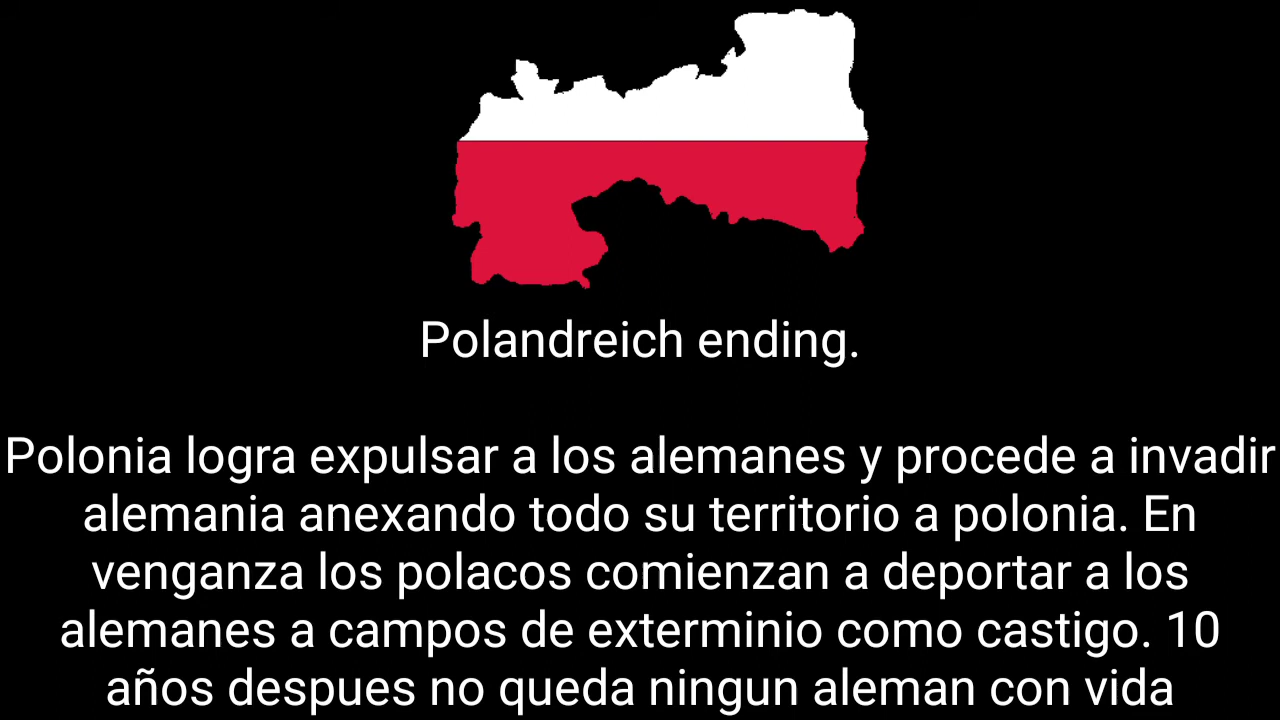 Polandreich ending.
Polonia logra expulsar a los alemanes y procede a invadir
alemania anexando todo su territorio a polonia. En
venganza los polacos comienzan a deportar a los
alemanes a campos de exterminio como castigo. 10
años despues no queda ningun aleman con vida